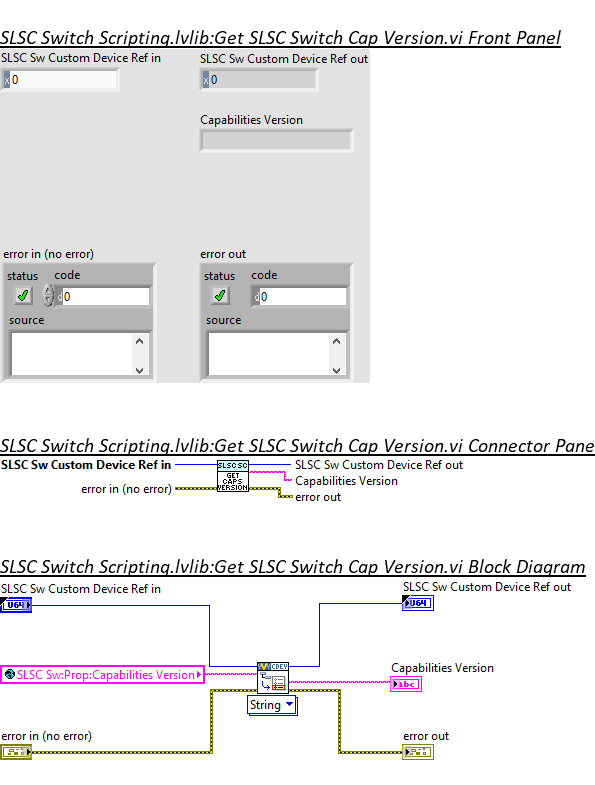 SLSC Switch Scripting.lvlib:Get SLSC Switch Cap Version.vi Front Panel
SLSC Sw Custom Device Ref in
SLSC Sw Custom Device Ref out
x 0
x 0
Capabilities Version
error in (no error)
error out
status code
status code
d 0
d 0
source
source
SLSC Switch Scripting.lvlib:Get SLSC Switch Cap Version.vi Connector Pane
SLSC Sw Custom Device Ref in
SLSC SC
SLSC Sw Custom Device Ref out
GET
CAPS
VERSION
Capabilities Version
error in (no error)
error out
SLSC Switch Scripting.lvlib:Get SLSC Switch Cap Version.vi Block Diagram
SLSC Sw Custom Device Ref in
SLSC Sw Custom Device Ref out
U64
U64
SLSC Sw:Prop:Capabilities Version
CDEV
Capabilities Version
abc
String
error in (no error)
error out